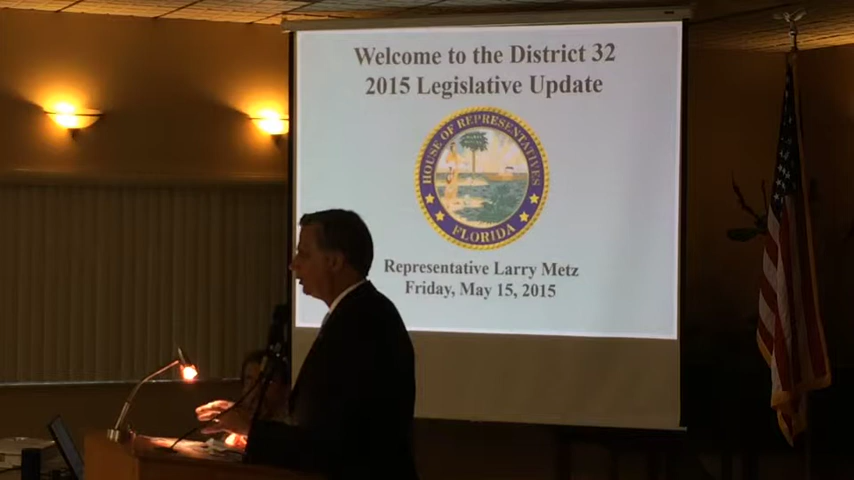 Welcome to the District 32
2015 Legislative Update
HOUSE OF REPRESENTATIVES
FLORIDA
Representative Larry Metz
Friday, May 15, 2015